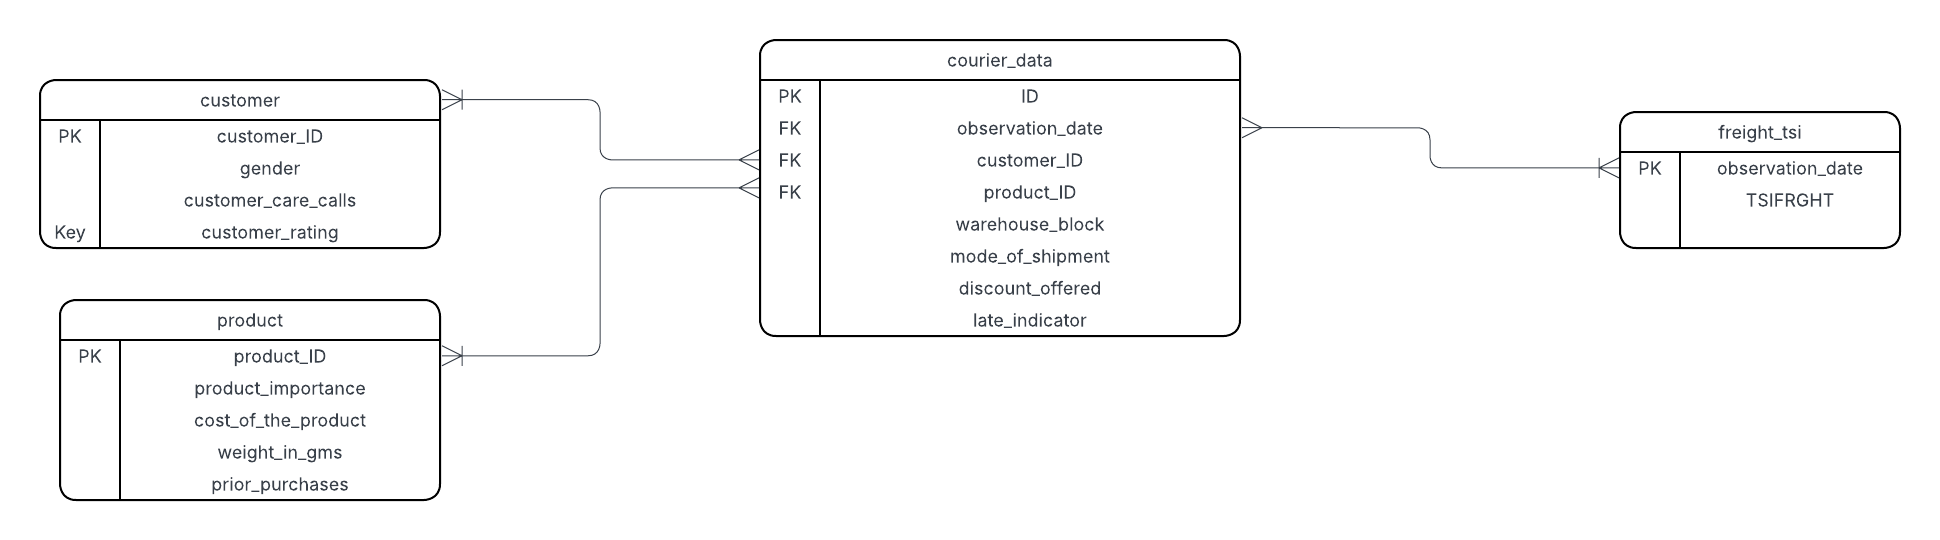 customer
PK customer_ID
gender
customer_care_calls
Key customer_rating
product
PK product_ID
product_importance
cost_of_the_product
weight_in_gms
prior_purchases
courier_data
PK ID
FK observation_date
FK customer_ID
FK product_ID
warehouse_block
mode_of_shipment
discount_offered
late_indicator
freight_tsi
PK observation_date
TSIFRGHT